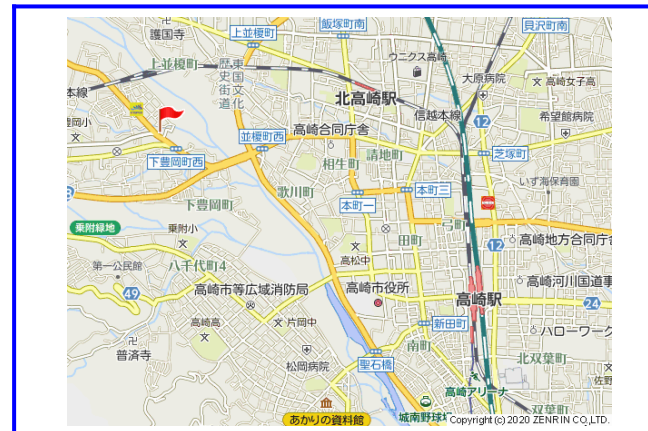 飯塚町南
貝沢町南
上並榎町
護国寺
ウニクス高崎
上並榎町
東国文化
歴史街道
大原病院
高崎女子高
本線
北高崎駅
信越本線
希望館病院
12
豊岡小
並榎町西
高崎合同庁舎
請地町
芝塚町
下豊岡町西
相生町
いず海保育園
歌川町
本町三
下豊岡町
本町一
弓町
乗附緑地
乗附小
田町
12
高崎地方合同庁舎
高松中
第一公民館
八千代町4
高崎市等広域消防局
高崎市役所
高崎河川国道事
49
高崎駅
24
高崎高
片岡中
新田町
ハローワーク
普済寺
松岡病院
南町
北双葉町
聖石橋
高崎アリーナ
佐野
あかりの資料館
城南野球場
双葉町
Copyright (c) 2020 ZENRIN CO.,LTD.